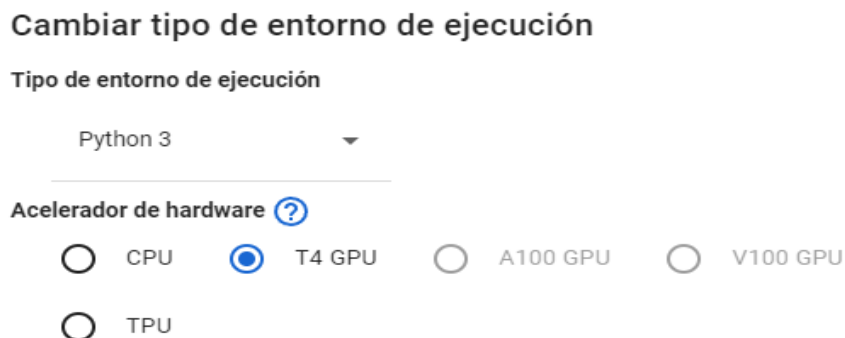 Cambiar tipo de entorno de ejecución
Tipo de entorno de ejecución
Python 3
Acelerador de hardware ?
CPU T4 GPU A100 GPU V100 GPU
TPU